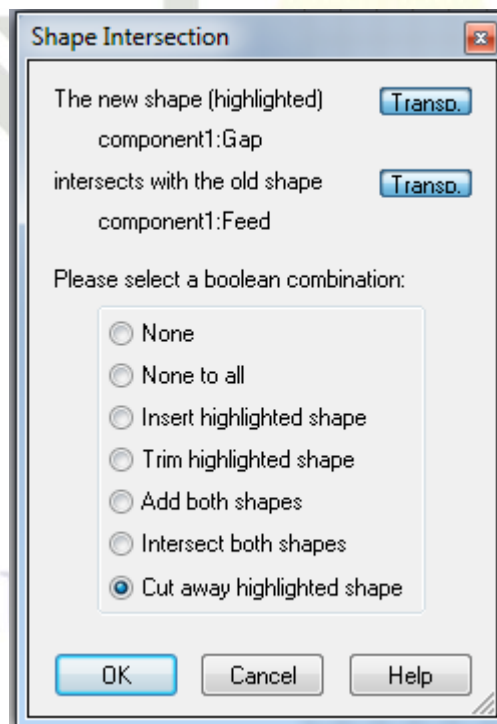 Shape Intersection
The new shape (highlighted) Transp.
component1:Gap
intersects with the old shape Transp.
component1:Feed
Please select a boolean combination:
None
None to all
Insert highlighted shape
Trim highlighted shape
Add both shapes
Intersect both shapes
Cut away highlighted shape
OK Cancel Help